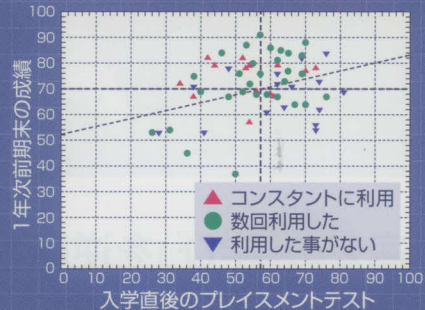 1年次前期末の成績
100
90
80
70
60
50
40
30
20
10
0
▲ コンスタントに利用
● 数回利用した
▼ 利用した事がない
0 10 20 30 40 50 60 70 80 90 100
入学直後のプレイスメントテスト